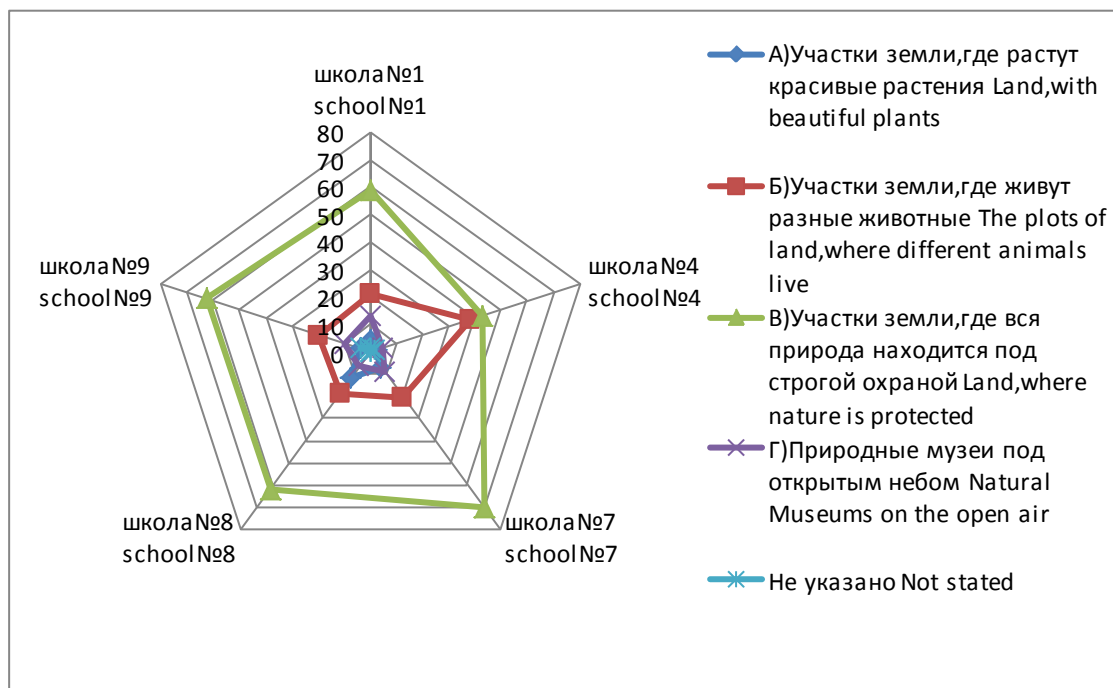 школа№1
school№1
80
70
60
50
40
30
20
10
0
школа№4
school№4
школа№7
school№7
школа№8
school№8
школа№9
school№9
А)Участки земли,где растут
красивые растения Land,with
beautiful plants
Б)Участки земли,где живут
разные животные The plots of
land,where different animals
live
В)Участки земли,где вся
природа находится под
строгой охраной Land,where
nature is protected
Г)Природные музеи под
открытым небом Natural
Museums on the open air
Не указано Not stated